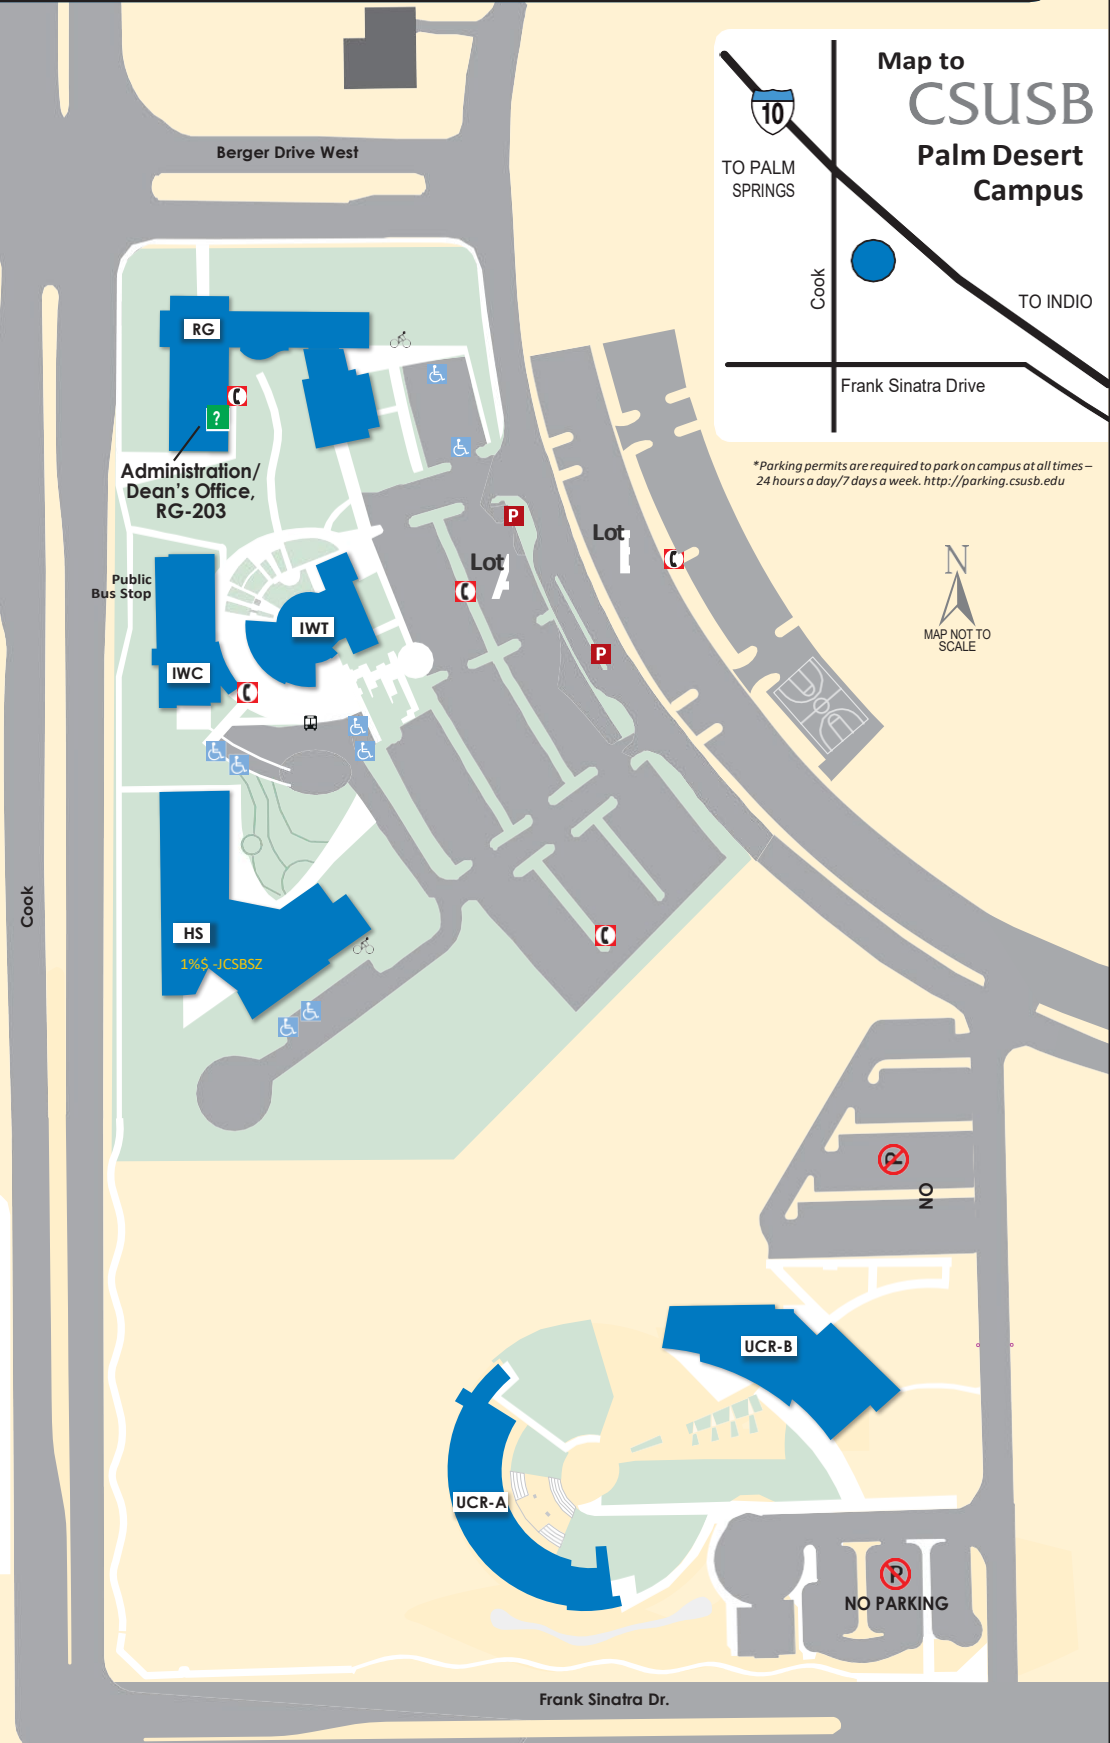 Berger Drive West
Map to
CSUSB
Palm Desert
Campus
10
TO PALM
SPRINGS
Cook
TO INDIO
Frank Sinatra Drive
*Parking permits are required to park on campus at all times –
24 hours a day/7 days a week. http://parking.csusb.edu
N
MAP NOT TO
SCALE
RG
?
Administration/
Dean's Office,
RG-203
P
Lot
Lot
Public
Bus Stop
IWT
P
IWC
Cook
HS
1%$ -JCSBSZ
P
NO
UCR-B
UCR-A
P
NO PARKING
Frank Sinatra Dr.